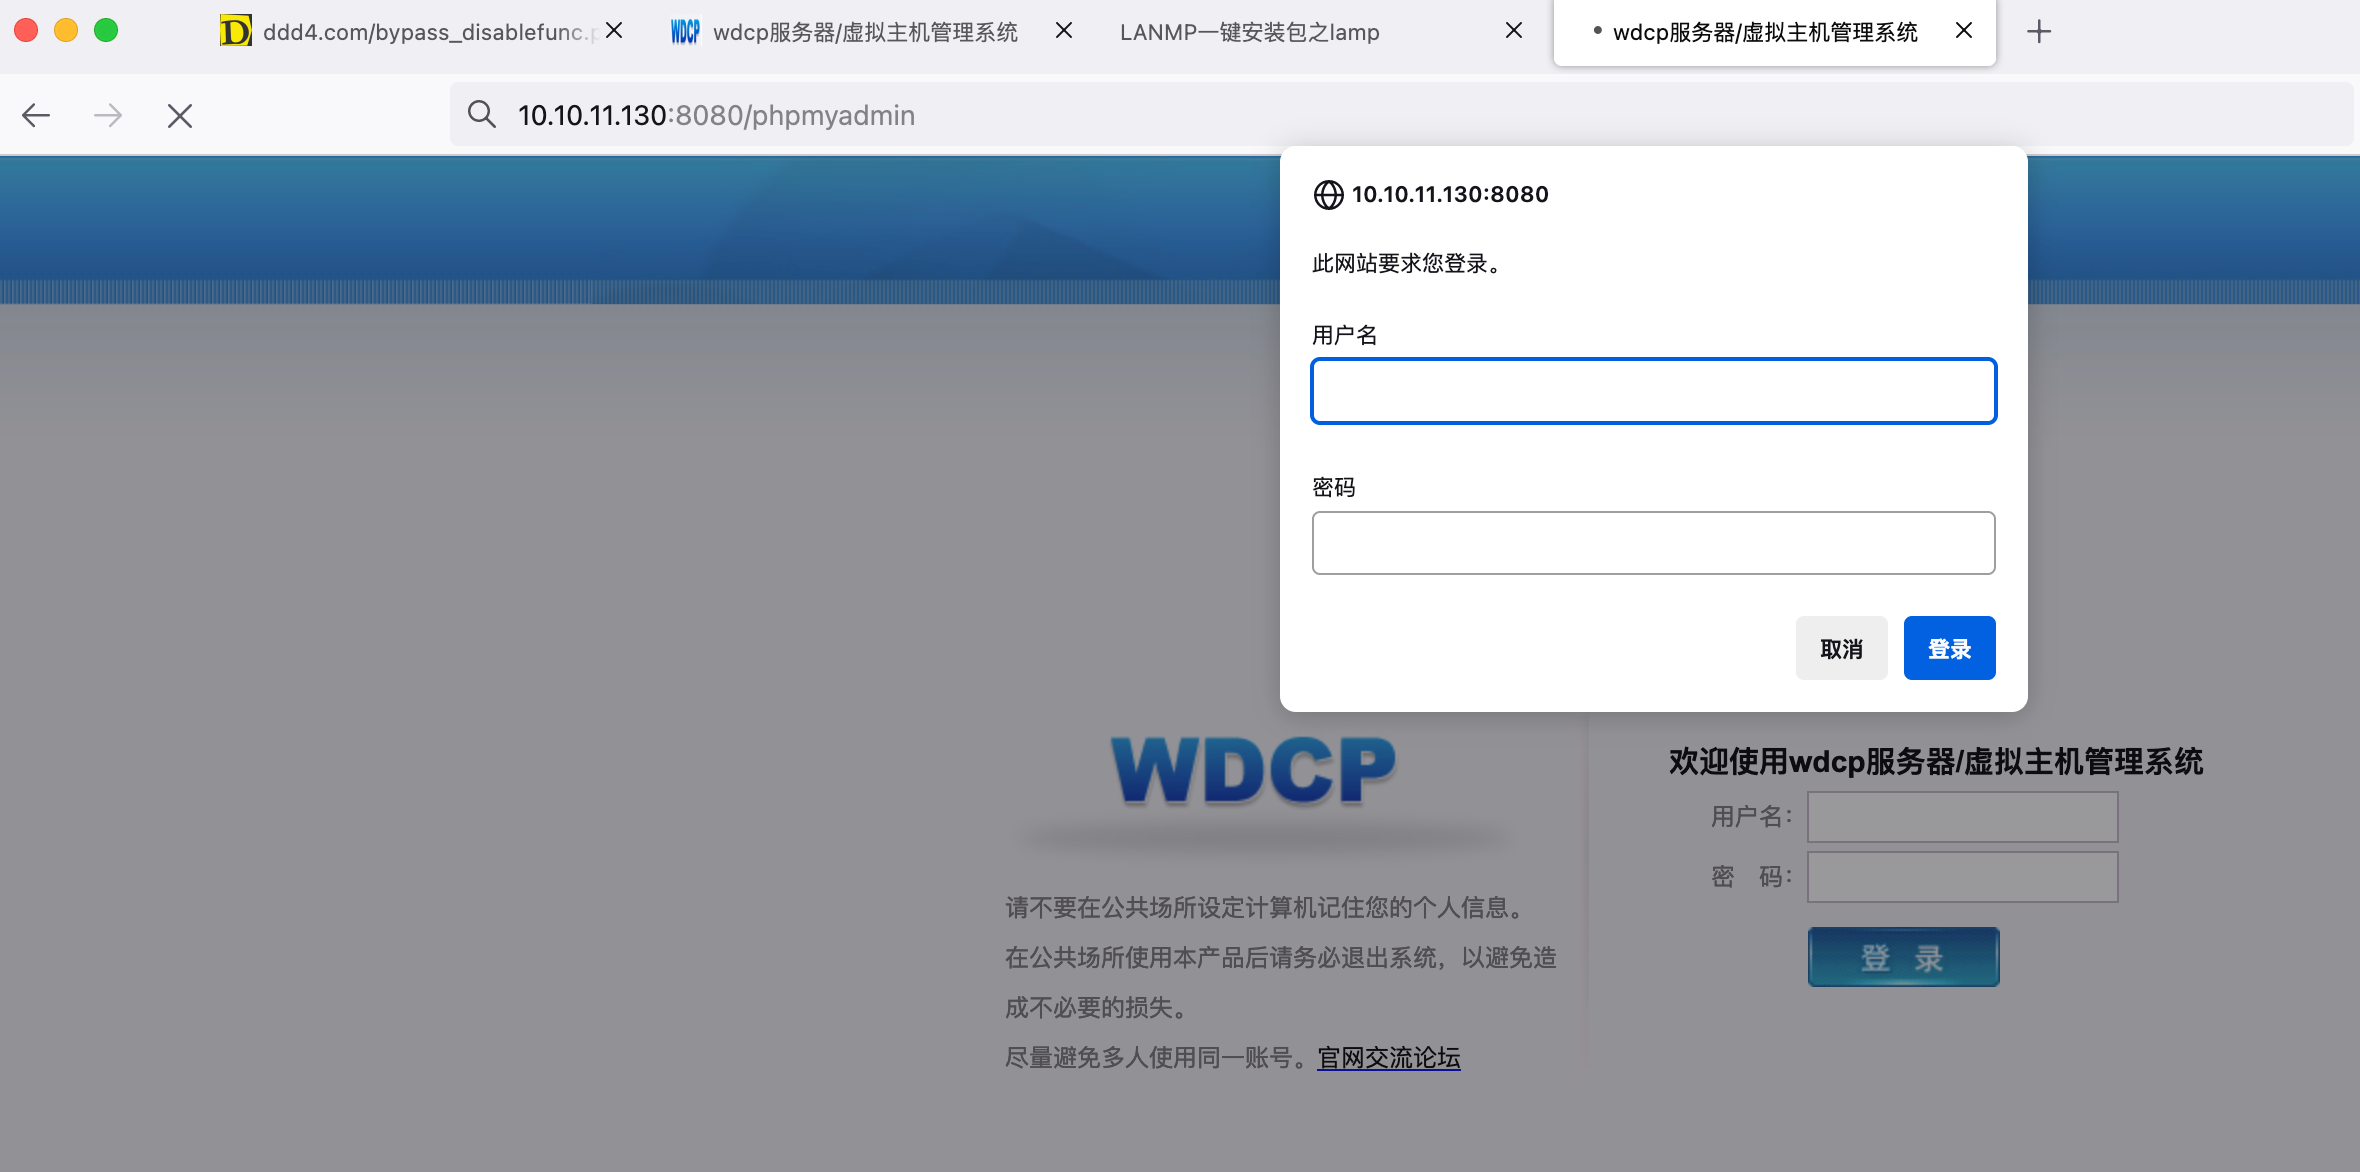 ddd4.com/bypass_disablefunc.p
WDCP wdcp服务器/虚拟主机管理系统
LANMP一键安装包之lamp
wdcp服务器/虚拟主机管理系统
10.10.11.130:8080/phpmyadmin
10.10.11.130:8080
此网站要求您登录。
用户名
密码
取消 登录
WDCP
请不要在公共场所设定计算机记住您的个人信息。
在公共场所使用本产品后请务必退出系统，以避免造
成不必要的损失。
尽量避免多人使用同一账号。官网交流论坛
欢迎使用wdcp服务器/虚拟主机管理系统
用户名：
密 码：
登 录